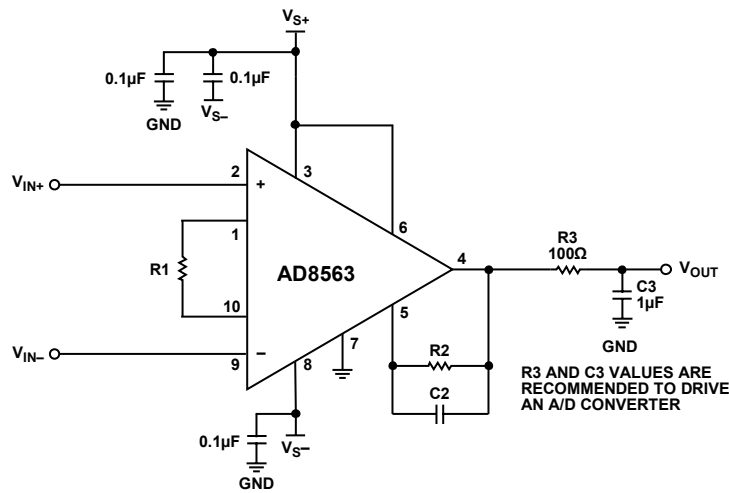 VS+
0.1µF
0.1µF
VS–
GND
2
3
VIN+
+
6
1
R3
100Ω
4
R1
AD8563
VOUT
C3
1µF
10
5
GND
7
R2
VIN–
–
9
8
R3 AND C3 VALUES ARE
RECOMMENDED TO DRIVE
AN A/D CONVERTER
C2
0.1µF
VS–
GND